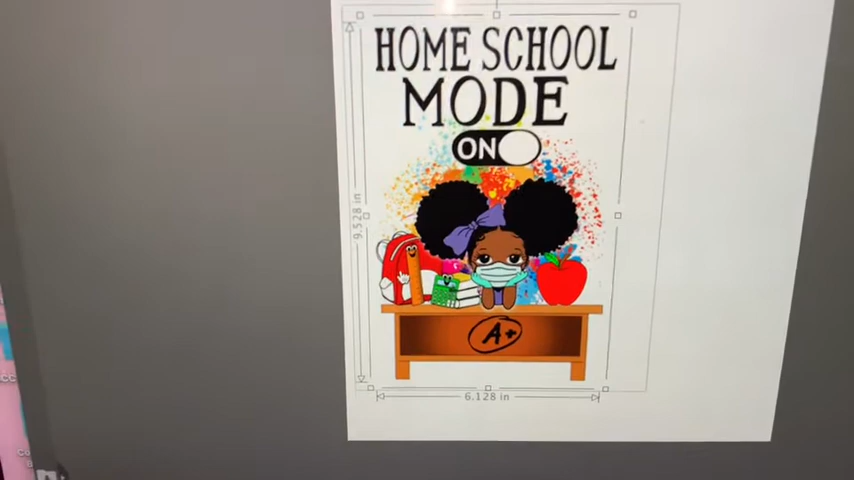 HOME SCHOOL
MODE
ON
9.528 in
A+
6.128 in